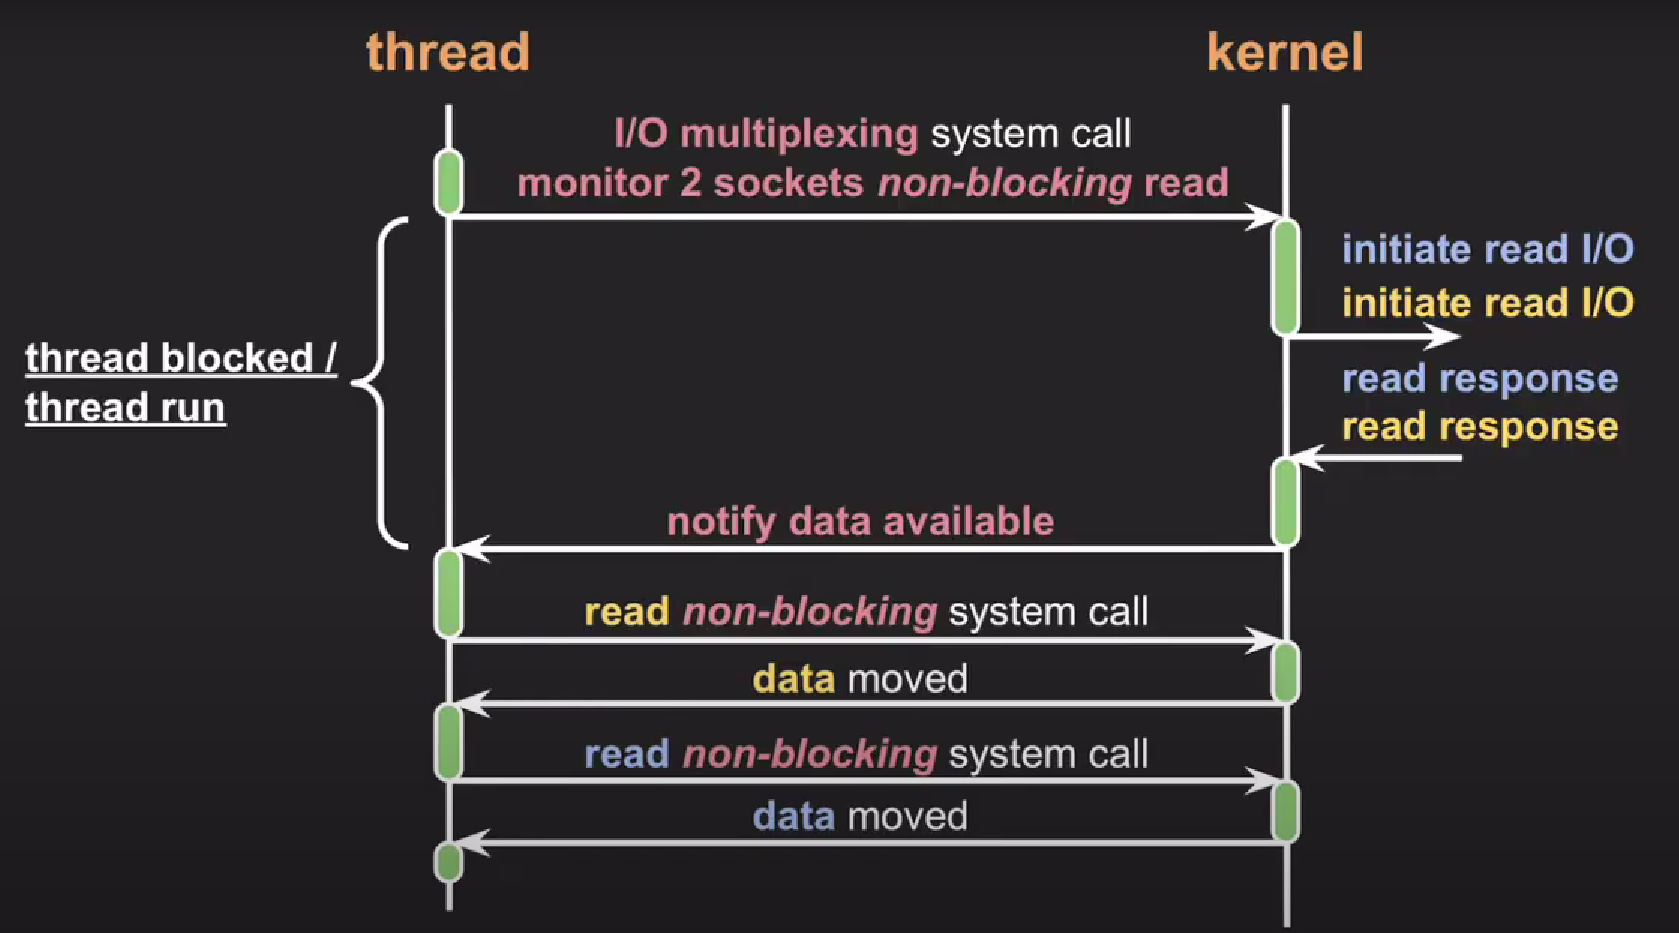 thread
kernel
I/O multiplexing system call
monitor 2 sockets non-blocking read
initiate read I/O
initiate read I/O
thread blocked /
thread run
read response
read response
notify data available
read non-blocking system call
data moved
read non-blocking system call
data moved